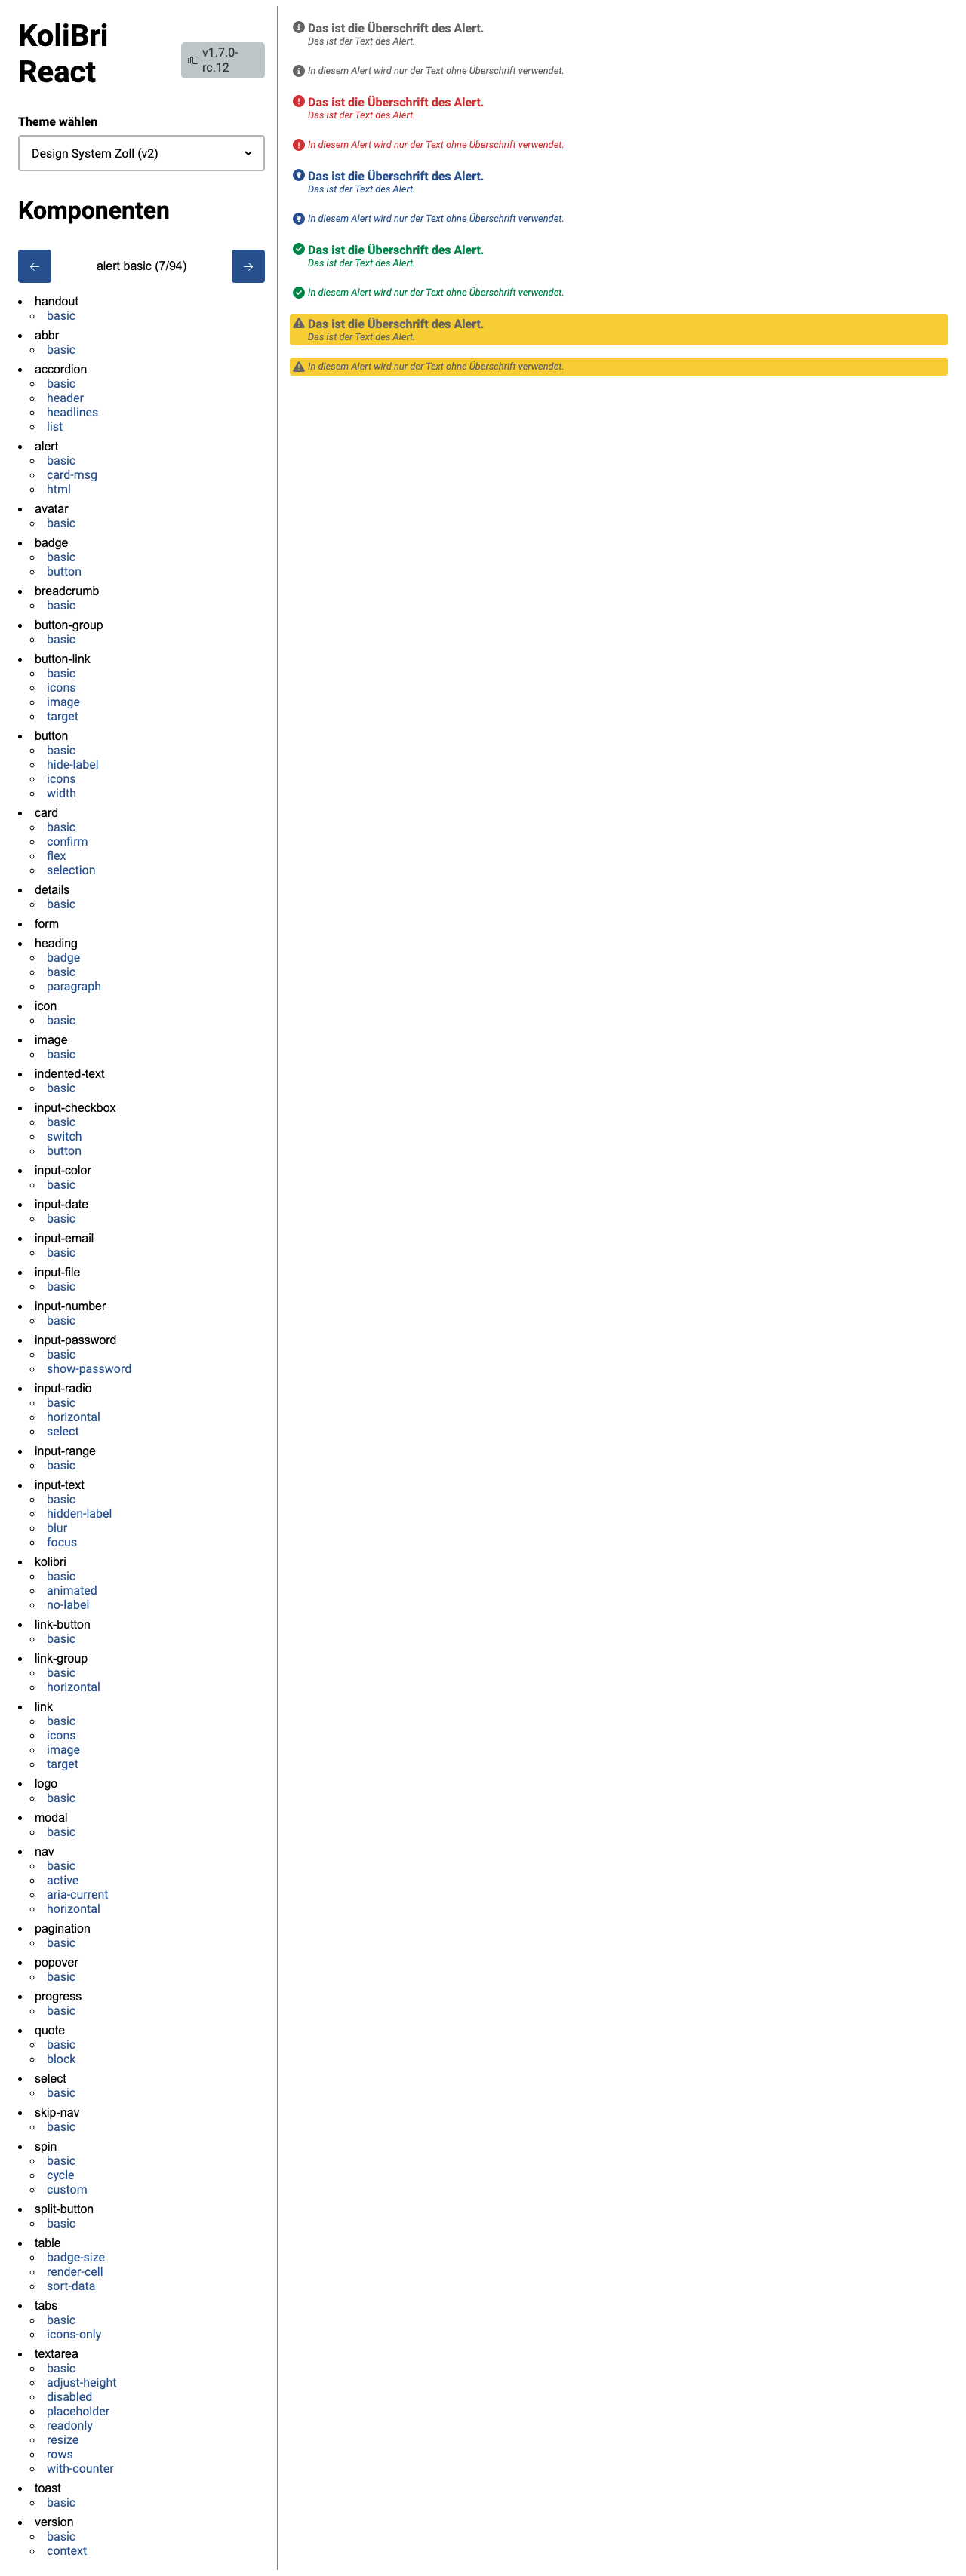 KoliBri
React
v1.7.0-
rc.12
Theme wählen
Design System Zoll (v2)
Komponenten
alert basic (7/94)
handout
basic
abbr
basic
accordion
basic
header
headlines
list
alert
basic
card-msg
html
avatar
basic
badge
basic
button
breadcrumb
basic
button-group
basic
button-link
basic
icons
image
target
button
basic
hide-label
icons
width
card
basic
confirm
flex
selection
details
basic
form
heading
badge
basic
paragraph
icon
basic
image
basic
indented-text
basic
input-checkbox
basic
switch
button
input-color
basic
input-date
basic
input-email
basic
input-file
basic
input-number
basic
input-password
basic
show-password
input-radio
basic
horizontal
select
input-range
basic
input-text
basic
hidden-label
blur
focus
kolibri
basic
animated
no-label
link-button
basic
link-group
basic
horizontal
link
basic
icons
image
target
logo
basic
modal
basic
nav
basic
active
aria-current
horizontal
pagination
basic
popover
basic
progress
basic
quote
basic
block
select
basic
skip-nav
basic
spin
basic
cycle
custom
split-button
basic
table
badge-size
render-cell
sort-data
tabs
basic
icons-only
textarea
basic
adjust-height
disabled
placeholder
readonly
resize
rows
with-counter
toast
basic
version
basic
context
Das ist die Überschrift des Alert.
Das ist der Text des Alert.
In diesem Alert wird nur der Text ohne Überschrift verwendet.
Das ist die Überschrift des Alert.
Das ist der Text des Alert.
In diesem Alert wird nur der Text ohne Überschrift verwendet.
Das ist die Überschrift des Alert.
Das ist der Text des Alert.
In diesem Alert wird nur der Text ohne Überschrift verwendet.
Das ist die Überschrift des Alert.
Das ist der Text des Alert.
In diesem Alert wird nur der Text ohne Überschrift verwendet.
Das ist die Überschrift des Alert.
Das ist der Text des Alert.
In diesem Alert wird nur der Text ohne Überschrift verwendet.